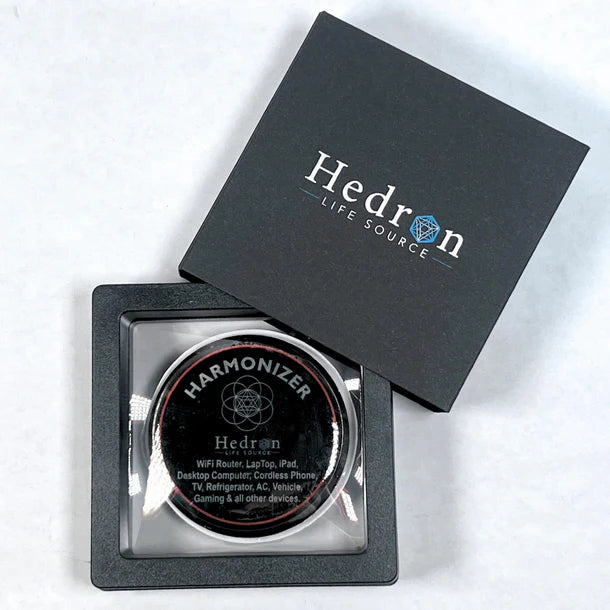 Hedron
LIFE SOURCE
HARMONIZER
Hedron
LIFE SOURCE
WiFi Router, LapTop, iPad,
Desktop Computer, Cordless Phone,
TV, Refrigerator, AC, Vehicle,
Gaming & all other devices.